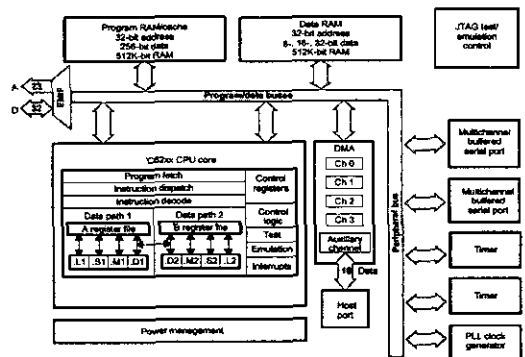 Program RAM/cache
32-bit address
256-bit data
512K-bit RAM
Data RAM
32-bit address
8-, 16-, 32-bit data
512K-bit RAM
JTAG test/
emulation
control
A
23
D
32
EMIF
Program/data buses
'C62xx CPU core
Program fetch
Instruction dispatch
Instruction decode
Control
registers
Data path 1
A register file
Data path 2
B register file
Control
logic
Test
Emulation
Interrupts
.L1 .S1 .M1 .D1
.D2 .M2 .S2 .L2
DMA
Ch 0
Ch 1
Ch 2
Ch 3
Auxiliary
channel
16 Data
Host
port
Peripheral bus
Multichannel
buffered
serial port
Multichannel
buffered
serial port
Timer
Timer
PLL clock
generator
Power management